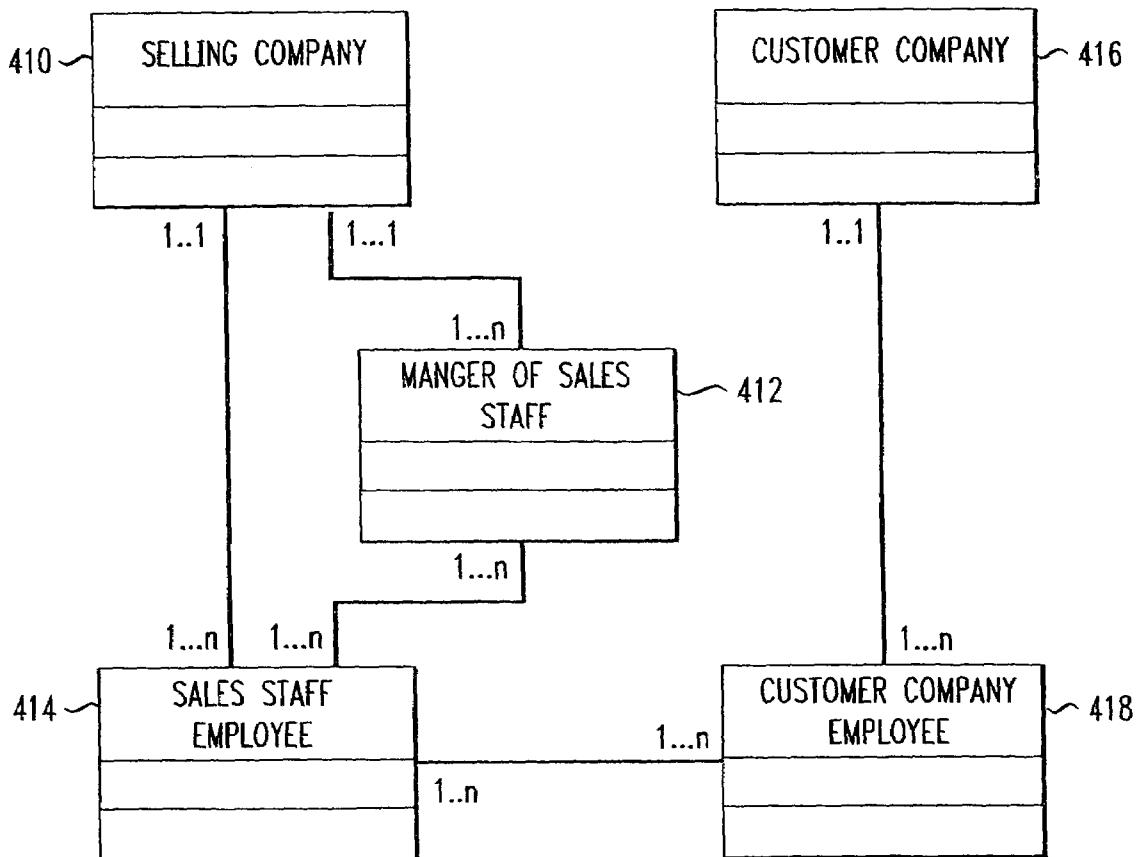 410
SELLING COMPANY
CUSTOMER COMPANY
416
1..1
1...1
1..1
1...n
MANGER OF SALES
STAFF
412
1...n
1...n
1...n
1...n
414
SALES STAFF
EMPLOYEE
CUSTOMER COMPANY
EMPLOYEE
418
1...n
1..n